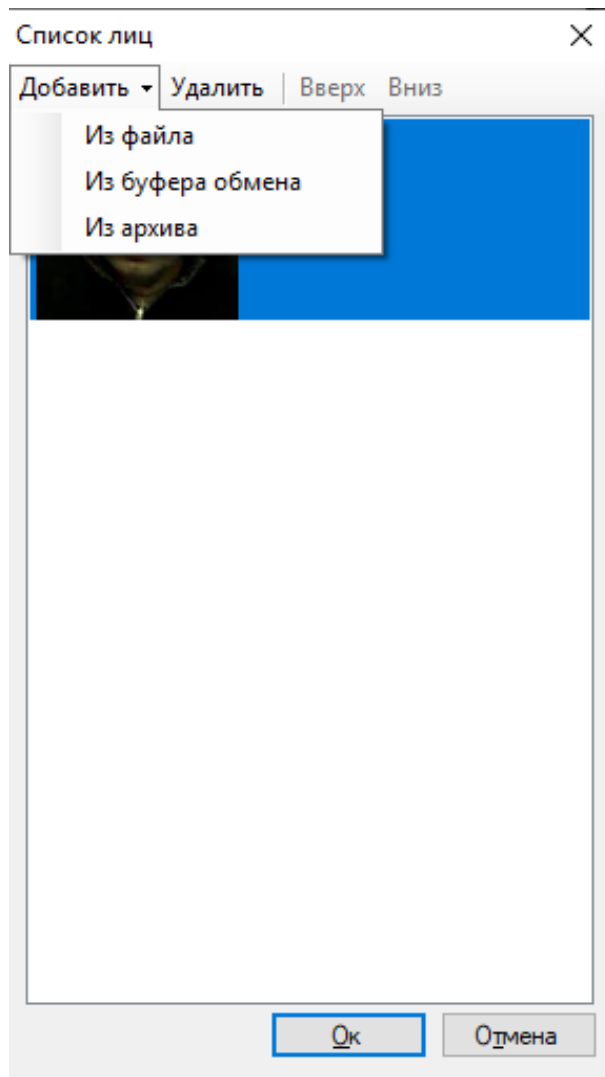 Список лиц
Добавить Удалить Вверх Вниз
Из файла
Из буфера обмена
Из архива
Ок Отмена